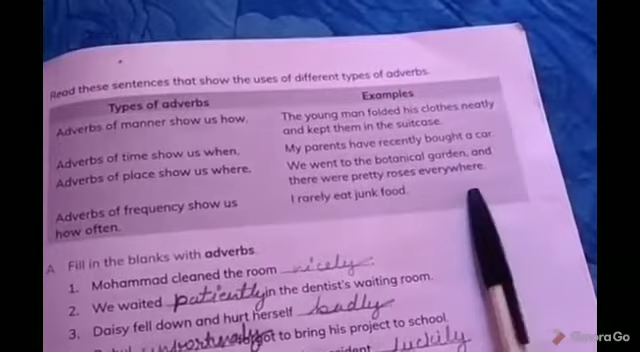 Read these sentences that show the uses of different types of adverbs.
Types of adverbs Examples
Adverbs of manner show us how. The young man folded his clothes neatly
and kept them in the suitcase.
Adverbs of time show us when. My parents have recently bought a car.
Adverbs of place show us where. We went to the botanical garden, and
there were pretty roses everywhere.
Adverbs of frequency show us I rarely eat junk food.
how often.
A Fill in the blanks with adverbs.
1. Mohammad cleaned the room nicely.
2. We waited patiently in the dentist's waiting room.
3. Daisy fell down and hurt herself badly
got to bring his project to school.
luckily